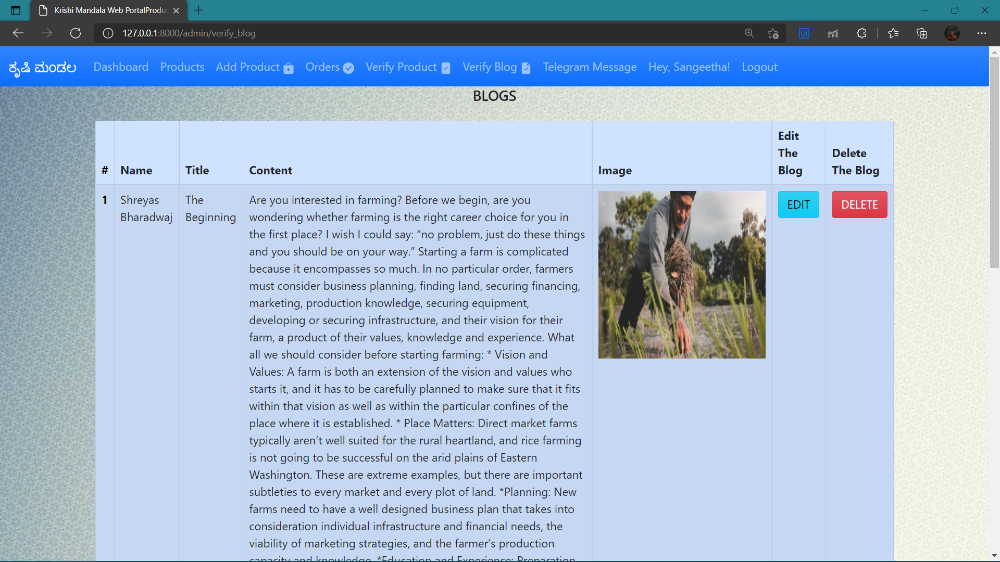 Krishi Mandala Web PortalProdu
127.0.0.1:8000/admin/verify_blog
ಕೃಷಿ ಮಂಡಲ Dashboard Products Add Product Orders Verify Product Verify Blog Telegram Message Hey, Sangeetha! Logout
BLOGS
# Name Title Content Image Edit The Blog Delete The Blog
1 Shreyas Bharadwaj The Beginning
Are you interested in farming? Before we begin, are you
wondering whether farming is the right career choice for you in
the first place? I wish I could say: “no problem, just do these things
and you should be on your way.” Starting a farm is complicated
because it encompasses so much. In no particular order, farmers
must consider business planning, finding land, securing financing,
marketing, production knowledge, securing equipment,
developing or securing infrastructure, and their vision for their
farm, a product of their values, knowledge and experience. What
all we should consider before starting farming: * Vision and
Values: A farm is both an extension of the vision and values who
starts it, and it has to be carefully planned to make sure that it fits
within that vision as well as within the particular confines of the
place where it is established. * Place Matters: Direct market farms
typically aren’t well suited for the rural heartland, and rice farming
is not going to be successful on the arid plains of Eastern
Washington. These are extreme examples, but there are important
subtleties to every market and every plot of land. *Planning: New
farms need to have a well designed business plan that takes into
consideration individual infrastructure and financial needs, the
viability of marketing strategies, and the farmer’s production
capacity and knowledge. *Education and Experience: Preparation
EDIT DELETE